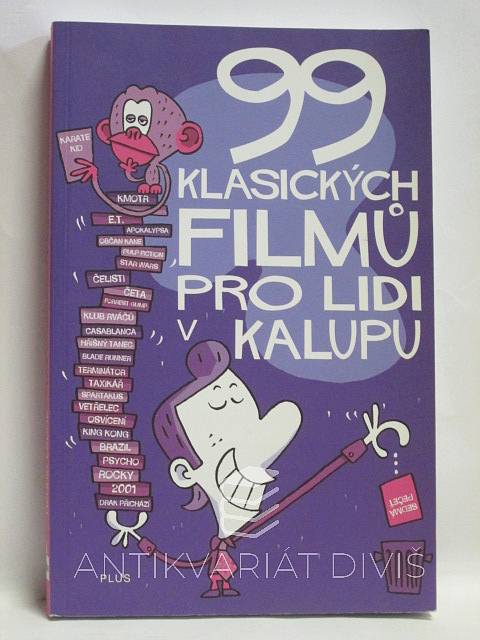 99
KLASICKÝCH
FILMŮ
PRO LIDI
V KALUPU
KARATE
KID
KMOTR
E.T.
APOKALYPSA
OBČAN KANE
PULP FICTION
STAR WARS
ČELISTI
ČETA
FORREST GUMP
KLUB RVÁČŮ
CASABLANCA
HŘÍŠNÝ TANEC
BLADE RUNNER
TERMINÁTOR
TAXIKÁŘ
SPARTAKUS
VETŘELEC
OSVÍCENÍ
KING KONG
BRAZIL
PSYCHO
ROCKY
2001
DRAK PŘICHÁZÍ
SEDMÁ
PEČEŤ
ANTIKVARIÁT DIVIŠ
PLUS